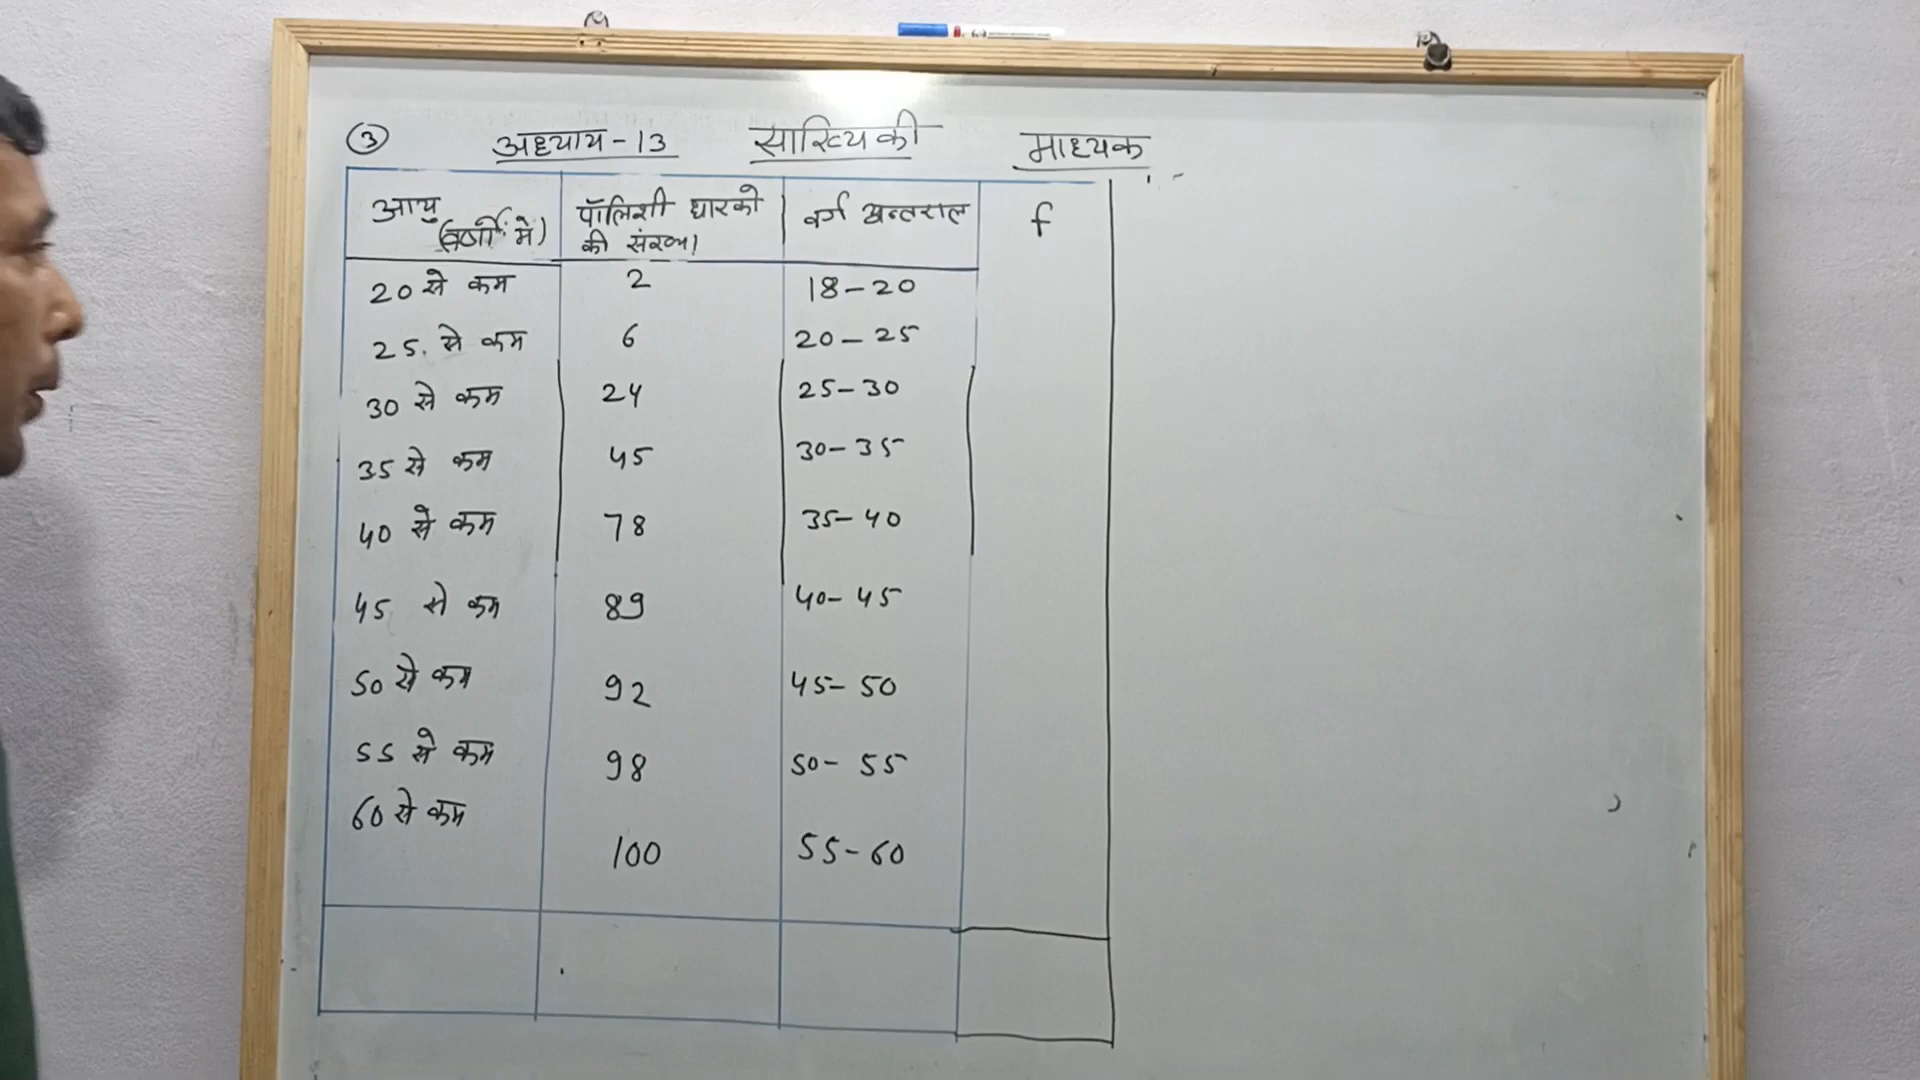 ③ अध्याय-13 साख्यिकी माध्यक
आयु (वर्षों में) पॉलिसी धारको की संख्या वर्ग अन्तराल f
20 से कम 2 18-20
25. से कम 6 20-25
30 से कम 24 25-30
35 से कम 45 30-35
40 से कम 78 35-40
45 से कम 89 40-45
50 से कम 92 45-50
55 से कम 98 50-55
60 से कम 100 55-60